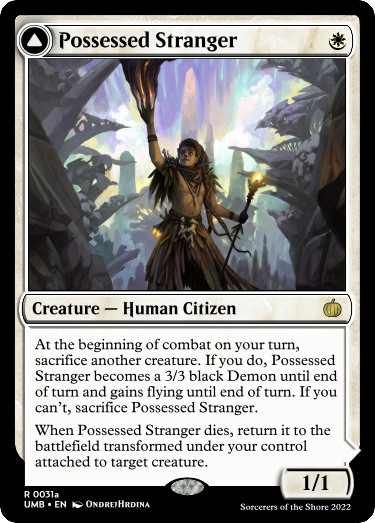 Possessed Stranger
Creature — Human Citizen
At the beginning of combat on your turn,
sacrifice another creature. If you do, Possessed
Stranger becomes a 3/3 black Demon until end
of turn and gains flying until end of turn. If you
can't, sacrifice Possessed Stranger.
When Possessed Stranger dies, return it to the
battlefield transformed under your control
attached to target creature.
1/1
R 0031a
UMB • EN OndrejHrdina
Sorcerers of the Shore 2022